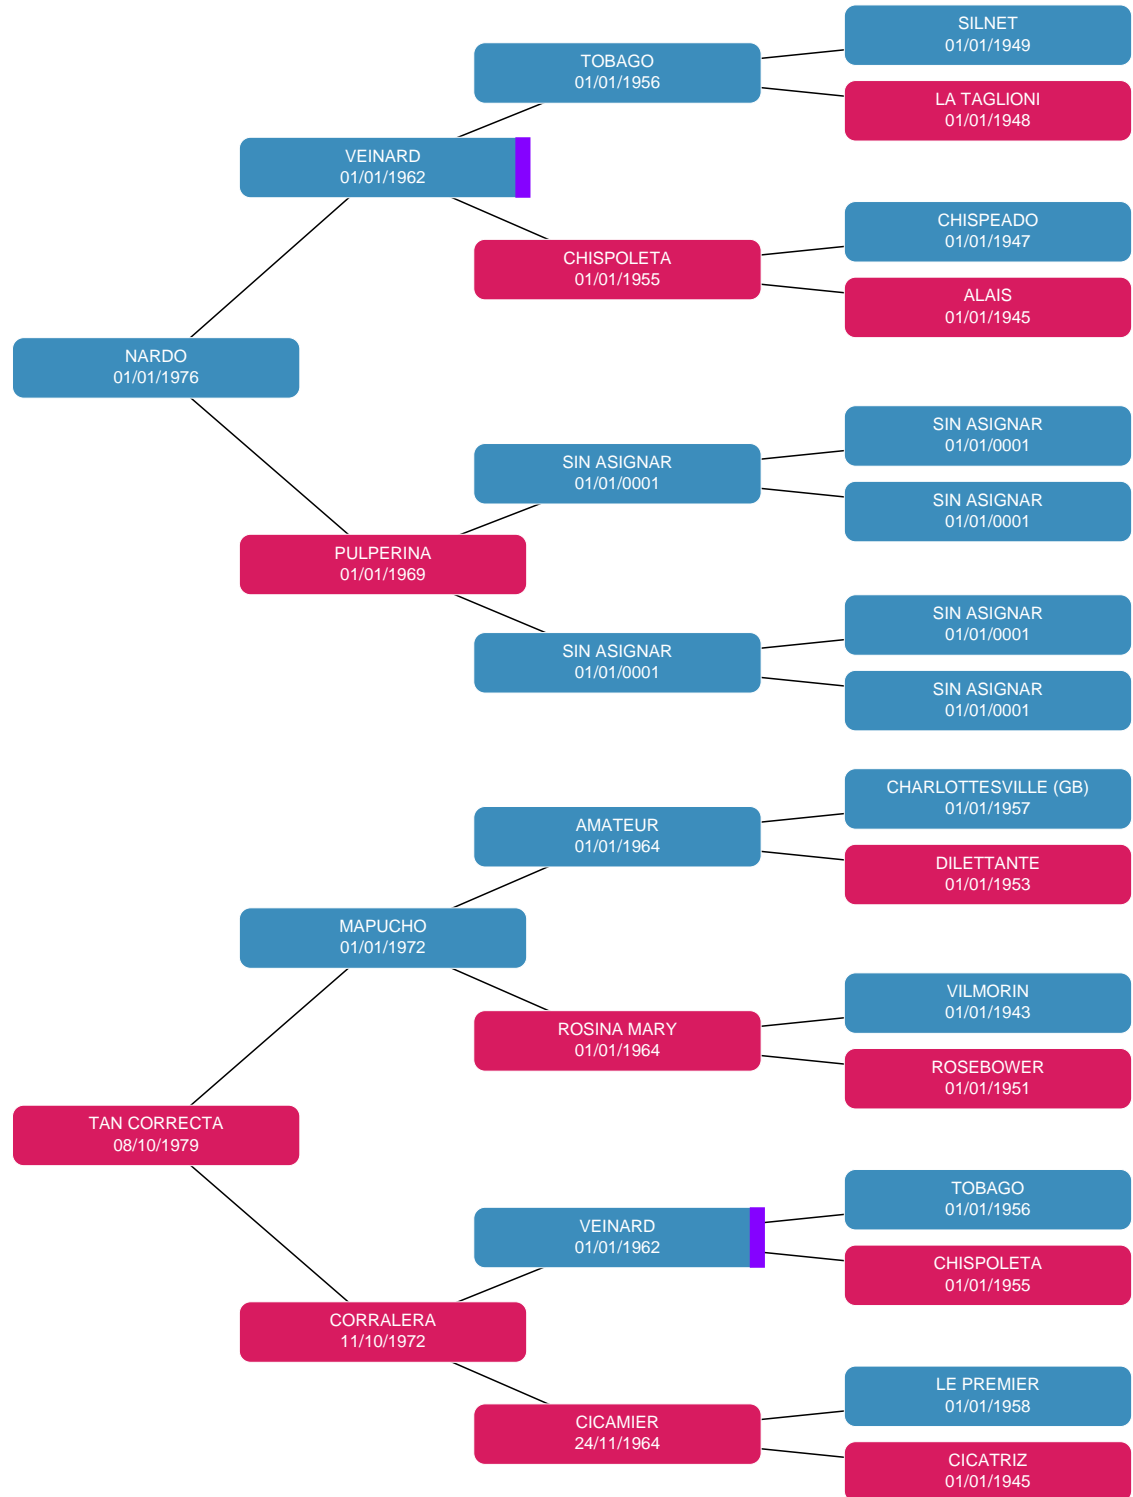 SILNET
01/01/1949
TOBAGO
01/01/1956
LA TAGLIONI
01/01/1948
VEINARD
01/01/1962
CHISPEADO
01/01/1947
CHISPOLETA
01/01/1955
ALAIS
01/01/1945
NARDO
01/01/1976
SIN ASIGNAR
01/01/0001
SIN ASIGNAR
01/01/0001
SIN ASIGNAR
01/01/0001
PULPERINA
01/01/1969
SIN ASIGNAR
01/01/0001
SIN ASIGNAR
01/01/0001
SIN ASIGNAR
01/01/0001
CHARLOTTESVILLE (GB)
01/01/1957
AMATEUR
01/01/1964
DILETTANTE
01/01/1953
MAPUCHO
01/01/1972
VILMORIN
01/01/1943
ROSINA MARY
01/01/1964
ROSEBOWER
01/01/1951
TAN CORRECTA
08/10/1979
TOBAGO
01/01/1956
VEINARD
01/01/1962
CHISPOLETA
01/01/1955
CORRALERA
11/10/1972
LE PREMIER
01/01/1958
CICAMIER
24/11/1964
CICATRIZ
01/01/1945